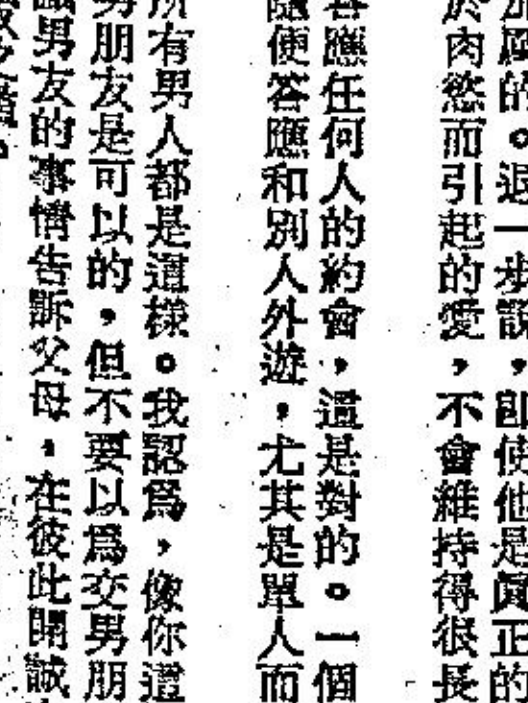 風的。退一步說，即使他是眞正的
於肉慾而引起的愛，不會維持得很長
答應任何人的約會，這是對的。一個
隨便答應和別人外遊，尤其是單人而
所有男人都是這樣。我認爲，像你這
男朋友是可以的，但不要以爲交男朋
識男友的事情告訴父母，在彼此開誠